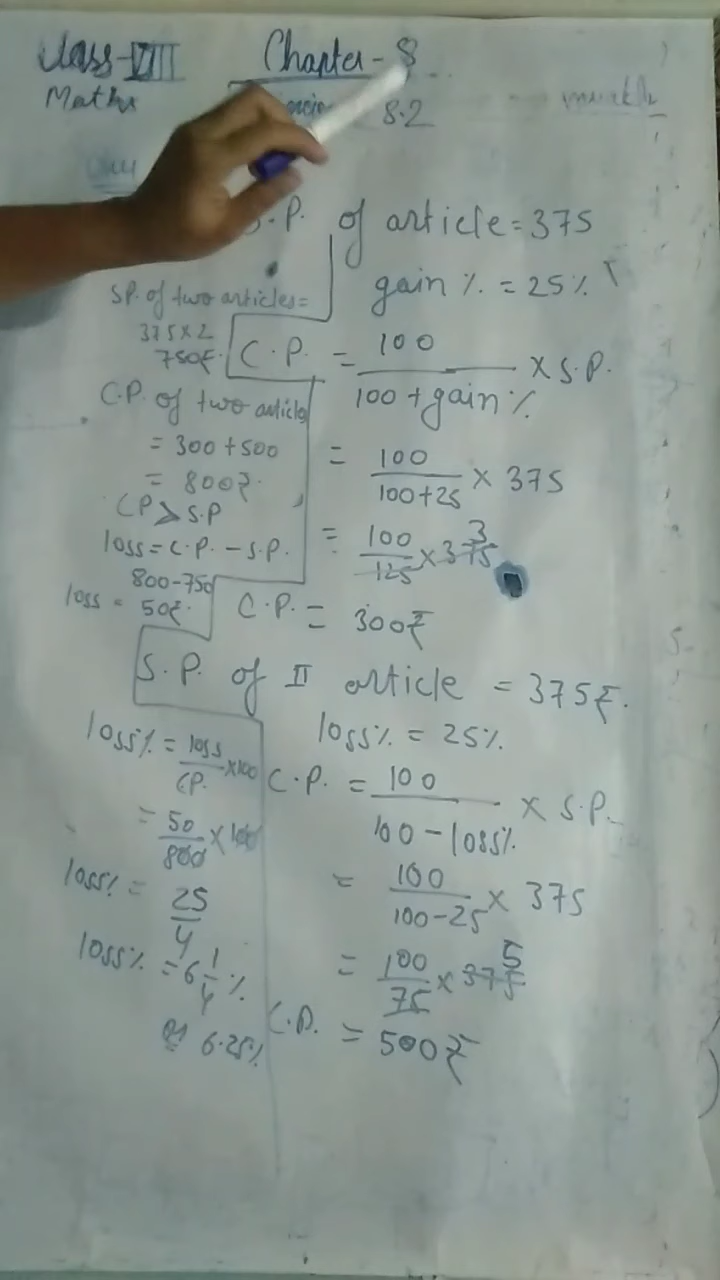 Class-VIII
Chapter-8
Maths
8.2
S.P. of article = 375
gain % = 25%
C.P. = 100 / 100 + gain % × S.P.
= 100 / 100+25 × 375
= 100 / 125 × 375 3
C.P. = 300₹
S.P. of II article = 375₹.
loss% = 25%
C.P. = 100 / 100 - loss% × S.P.
= 100 / 100-25 × 375
= 100 / 75 × 375 5
C.P. = 500₹
S.P. of two articles =
375×2
750₹.
C.P. of two articles
= 300 + 500
= 800₹.
CP > S.P
loss = C.P. - S.P.
800-750
loss = 50₹.
loss% = loss / CP. ×100
= 50 / 800 × 100
loss% = 25 / 4
loss% = 6 1/4 %
or 6.25%